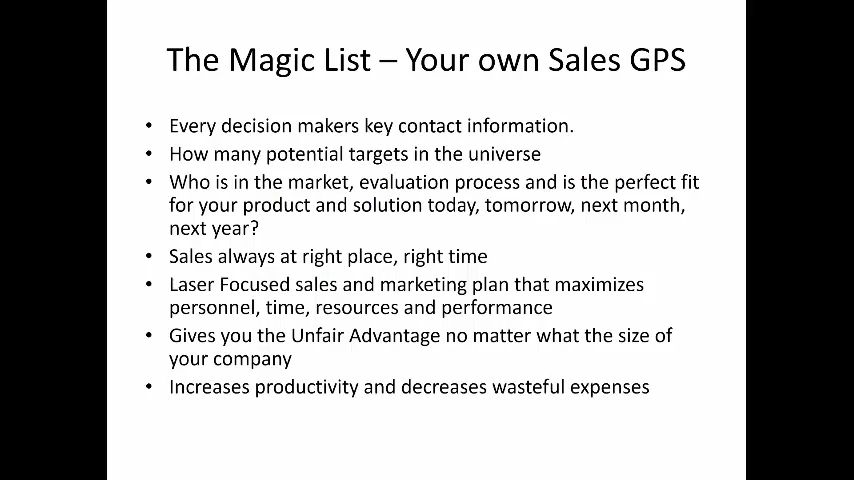 The Magic List – Your own Sales GPS
• Every decision makers key contact information.
• How many potential targets in the universe
• Who is in the market, evaluation process and is the perfect fit
for your product and solution today, tomorrow, next month,
next year?
• Sales always at right place, right time
• Laser Focused sales and marketing plan that maximizes
personnel, time, resources and performance
• Gives you the Unfair Advantage no matter what the size of
your company
• Increases productivity and decreases wasteful expenses